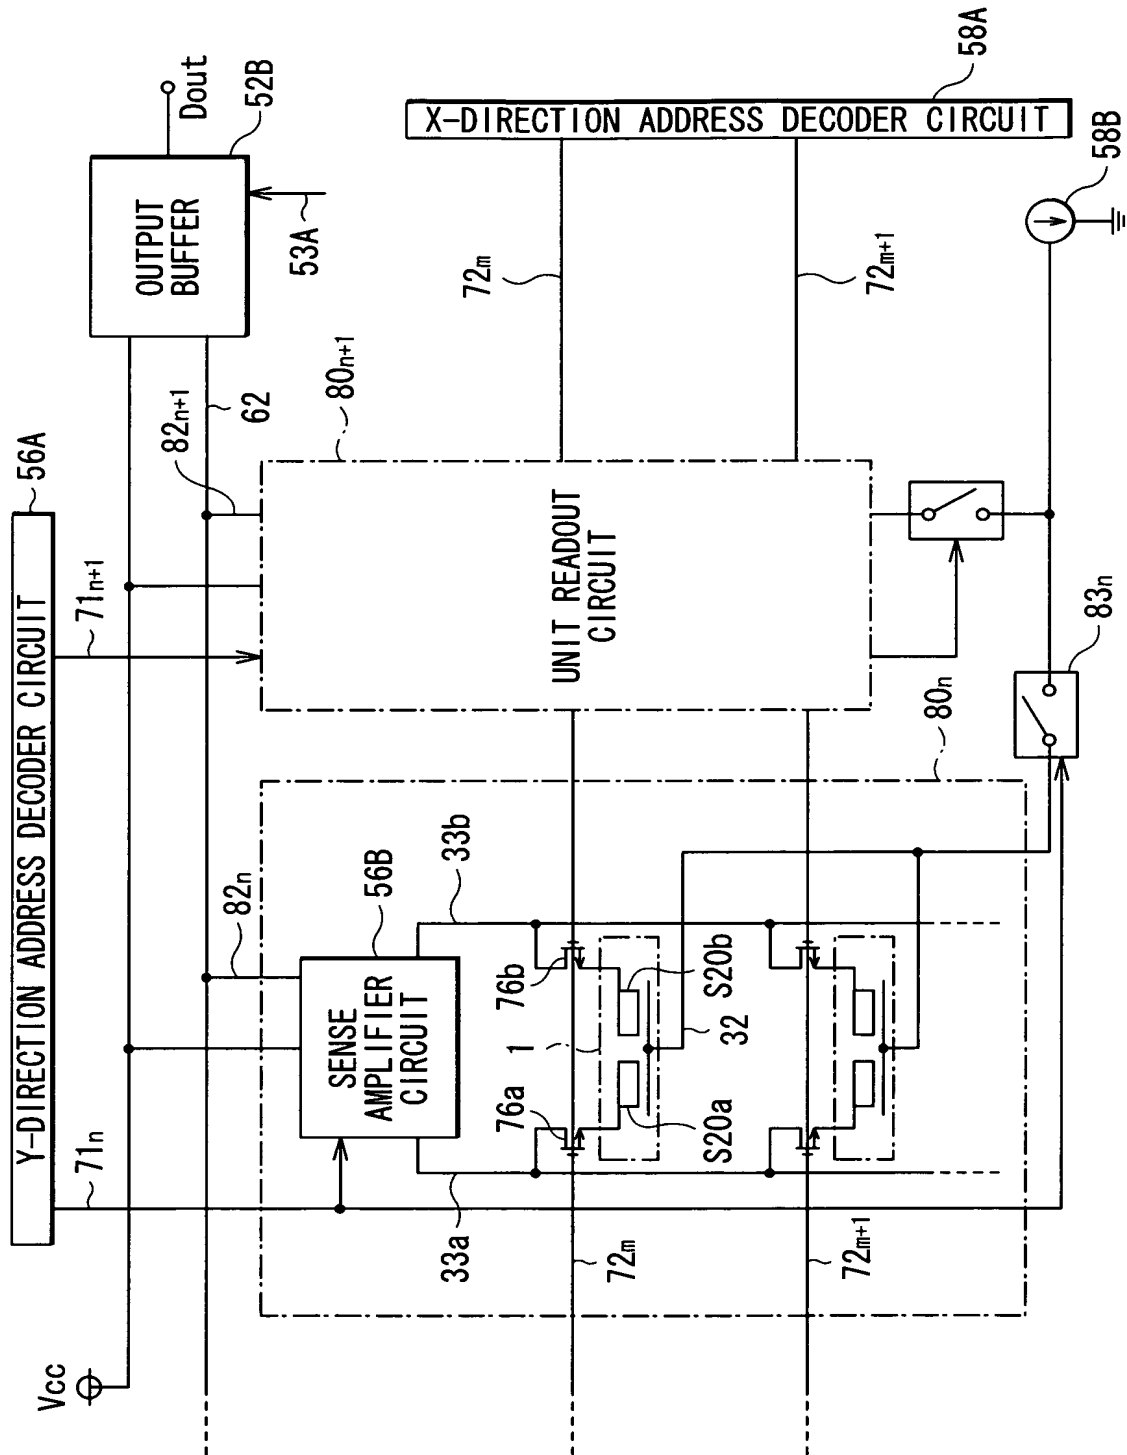 Y-DIRECTION ADDRESS DECODER CIRCUIT
56A
Vcc
71n
71n+1
82n
82n+1
62
OUTPUT
BUFFER
52B
Dout
53A
SENSE
AMPLIFIER
CIRCUIT
56B
33a
33b
80n+1
UNIT READOUT
CIRCUIT
76a
1
76b
72m
72m
S20a
32
S20b
72m+1
72m+1
80n
83n
X-DIRECTION ADDRESS DECODER CIRCUIT
58A
58B